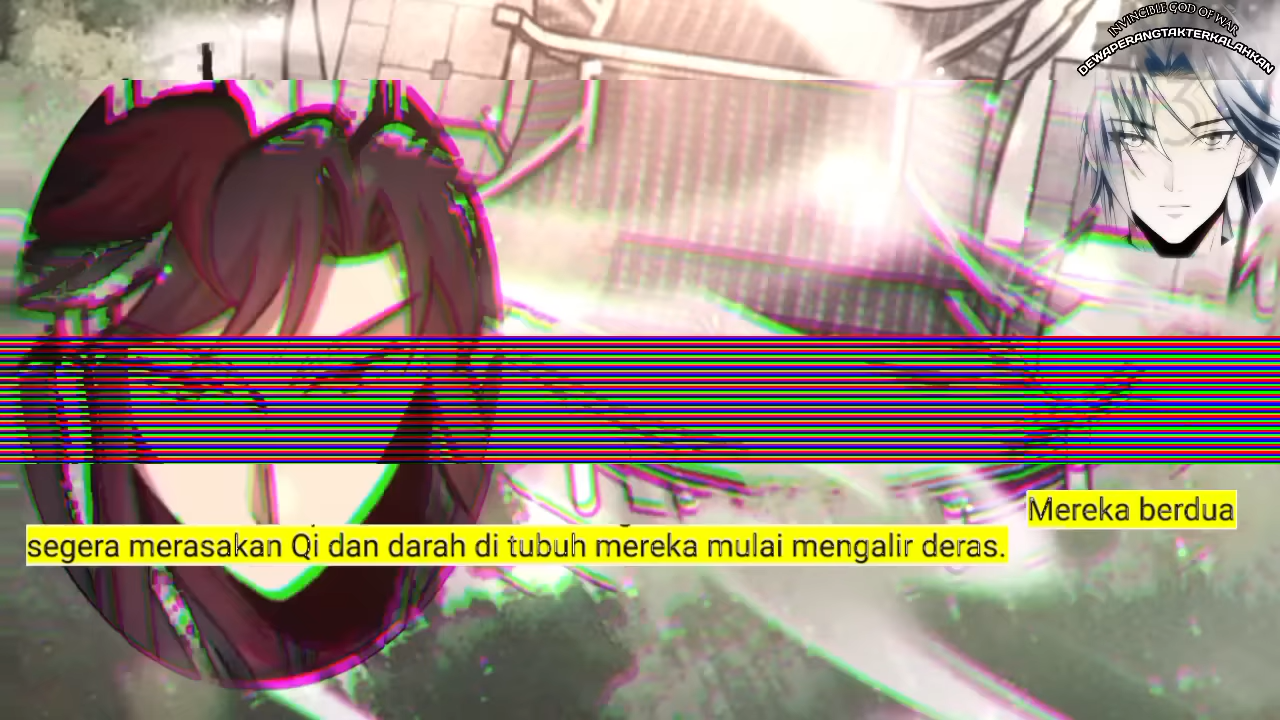 INVINCIBLE GOD OF WAR
DEWAPERANGTAKTERKALAHKAN
Mereka berdua
segera merasakan Qi dan darah di tubuh mereka mulai mengalir deras.